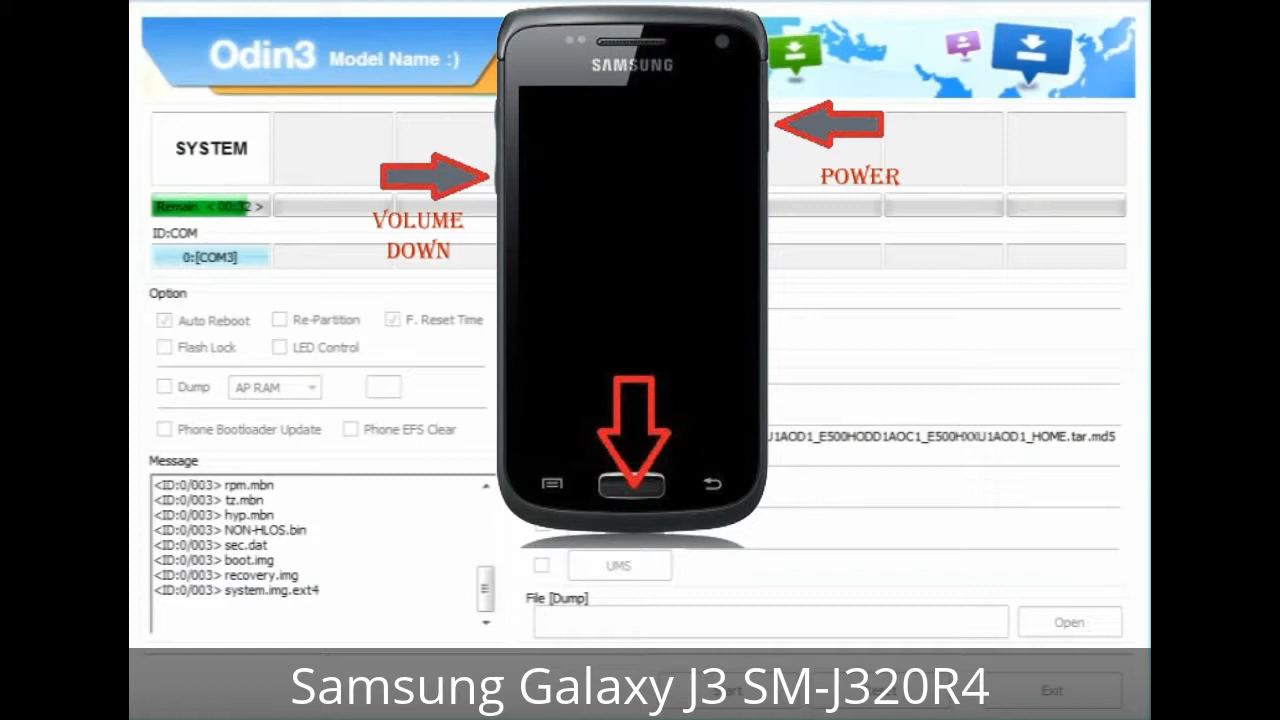 Odin3 Model Name :)
SAMSUNG
SYSTEM
POWER
VOLUME
DOWN
Remain < 00:32 >
ID:COM
0:[COM3]
Option
Auto Reboot Re-Partition F. Reset Time
Flash Lock LED Control
Dump AP RAM
Phone Bootloader Update Phone EFS Clear
U1AOD1_E500HODD1AOC1_E500HXXU1AOD1_HOME.tar.md5
Message
<ID:0/003> rpm.mbn
<ID:0/003> tz.mbn
<ID:0/003> hyp.mbn
<ID:0/003> NON-HLOS.bin
<ID:0/003> sec.dat
<ID:0/003> boot.img
<ID:0/003> recovery.img
<ID:0/003> system.img.ext4
UMS
File [Dump]
Open
Samsung Galaxy J3 SM-J320R4
Exit